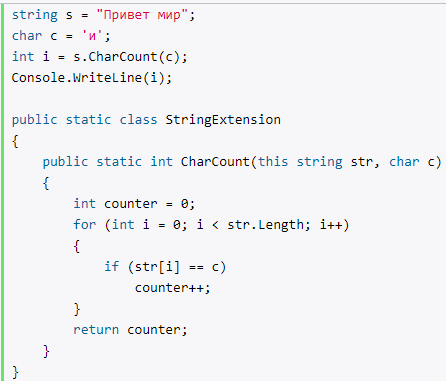 string s = "Привет мир";
char c = 'и';
int i = s.CharCount(c);
Console.WriteLine(i);

public static class StringExtension
{
    public static int CharCount(this string str, char c)
    {
        int counter = 0;
        for (int i = 0; i < str.Length; i++)
        {
            if (str[i] == c)
                counter++;
        }
        return counter;
    }
}